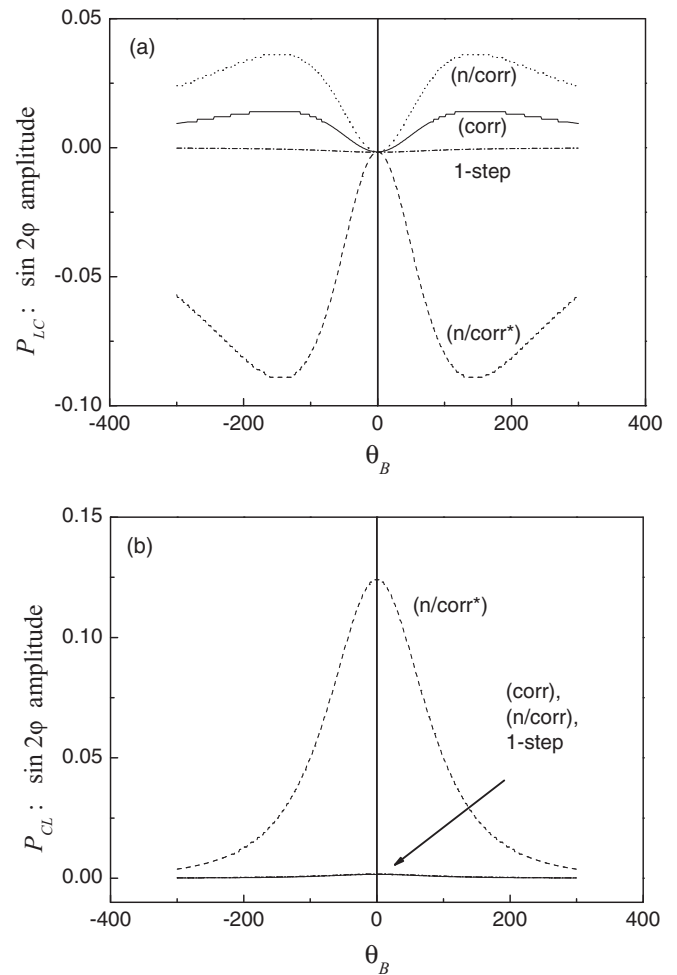 0.05
(a)
(n/corr)
(corr)
0.00
1-step
P_LC : sin 2φ amplitude
-0.05
(n/corr*)
-0.10
-400 -200 0 200 400
θ_B
0.15
(b)
(n/corr*)
0.10
(corr),
(n/corr),
1-step
P_CL : sin 2φ amplitude
0.05
0.00
-400 -200 0 200 400
θ_B